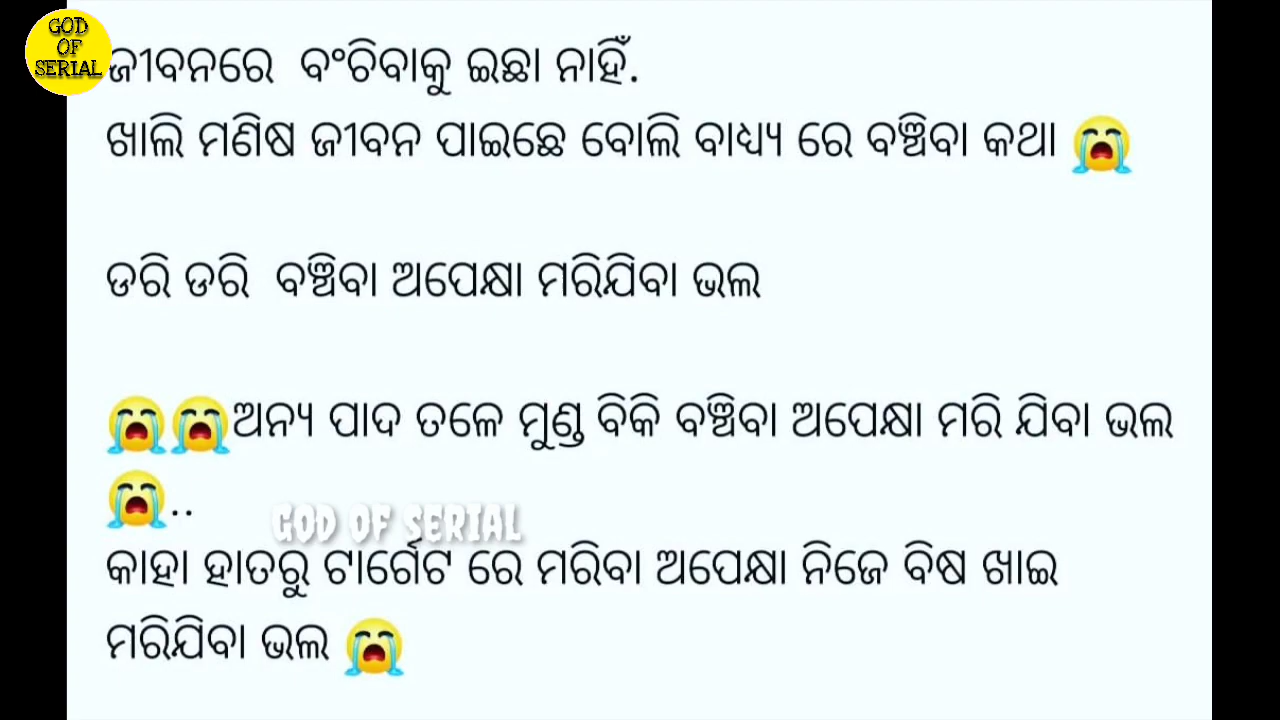 GOD
OF
SERIAL
ଜୀବନରେ ବଂଚିବାକୁ ଇଛା ନାହିଁ.
ଖାଲି ମଣିଷ ଜୀବନ ପାଇଛେ ବୋଲି ବାଧ୍ୟ ରେ ବଞ୍ଚିବା କଥା 😭
ଡରି ଡରି ବଞ୍ଚିବା ଅପେକ୍ଷା ମରିଯିବା ଭଲ
😭😭ଅନ୍ୟ ପାଦ ତଳେ ମୁଣ୍ଡ ବିକି ବଞ୍ଚିବା ଅପେକ୍ଷା ମରି ଯିବା ଭଲ
😭..
GOD OF SERIAL
କାହା ହାତରୁ ଟାର୍ଗେଟ ରେ ମରିବା ଅପେକ୍ଷା ନିଜେ ବିଷ ଖାଇ
ମରିଯିବା ଭଲ 😭